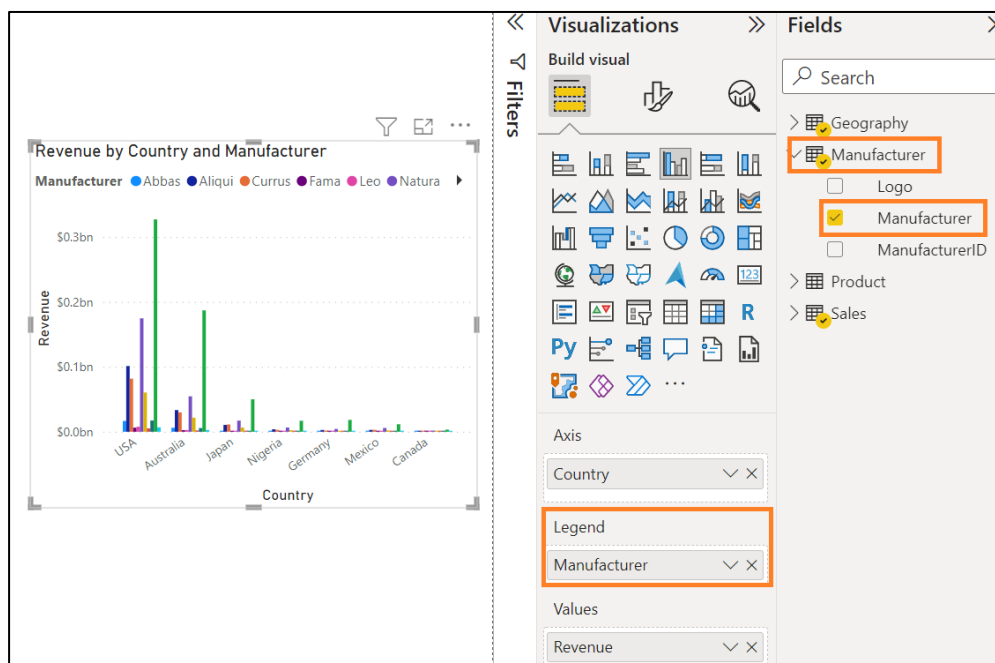 Revenue by Country and Manufacturer
Manufacturer Abbas Aliqui Currus Fama Leo Natura
$0.3bn
$0.2bn
$0.1bn
$0.0bn
Revenue
USA
Australia
Japan
Nigeria
Germany
Mexico
Canada
Country
Filters
Visualizations
Build visual
123
R
Py
Axis
Country
Legend
Manufacturer
Values
Revenue
Fields
Search
Geography
Manufacturer
Logo
Manufacturer
ManufacturerID
Product
Sales